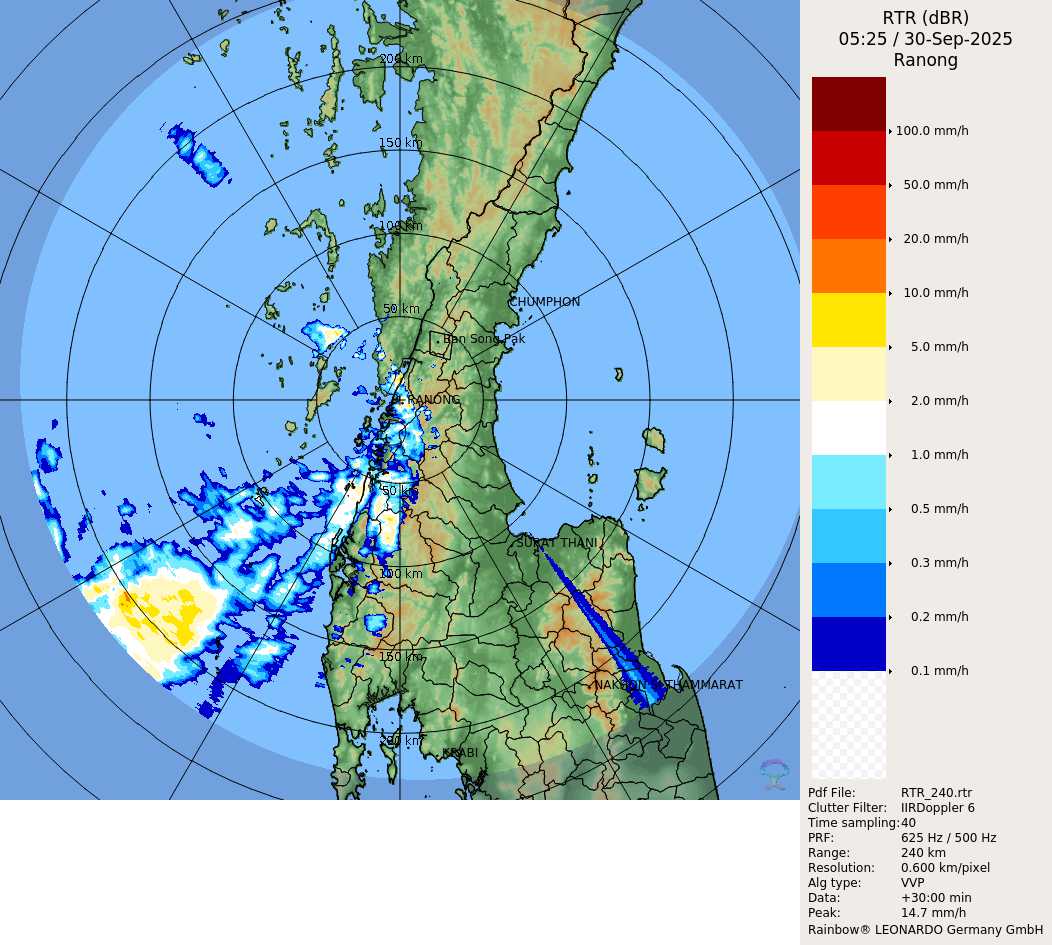 RTR (dBR)
05:25 / 30-Sep-2025
Ranong
200 km
150 km
100 km
CHUMPHON
50 km
Ban Song Pak
RANONG
50 km
SURAT THANI
100 km
150 km
THAMMARAT
200 km
KRABI
100.0 mm/h
50.0 mm/h
20.0 mm/h
10.0 mm/h
5.0 mm/h
2.0 mm/h
1.0 mm/h
0.5 mm/h
0.3 mm/h
0.2 mm/h
0.1 mm/h
Pdf File: RTR_240.rtr
Clutter Filter: IIRDoppler 6
Time sampling:40
PRF: 625 Hz / 500 Hz
Range: 240 km
Resolution: 0.600 km/pixel
Alg type: VVP
Data: +30:00 min
Peak: 14.7 mm/h
Rainbow® LEONARDO Germany GmbH